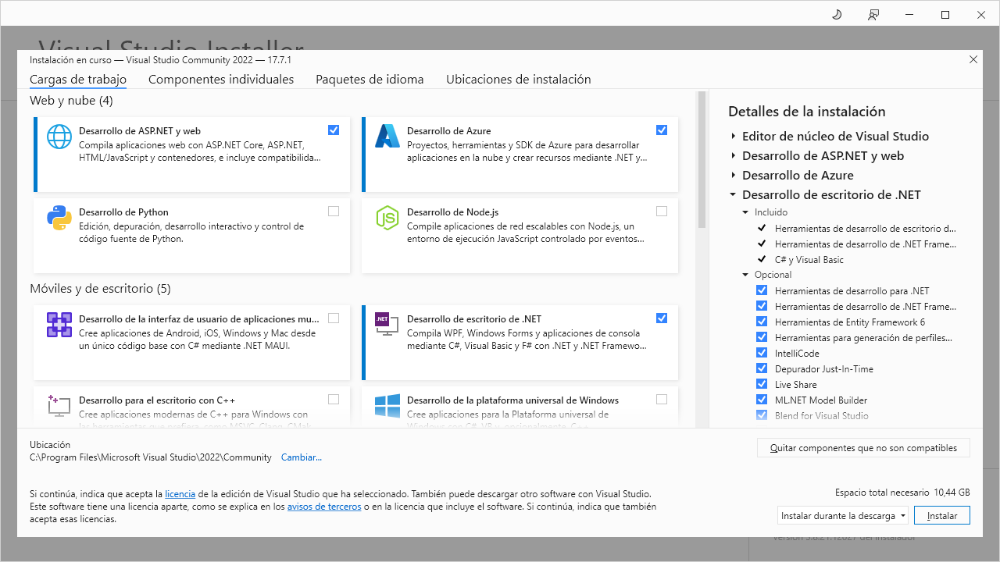 Visual Studio Installer
Instalación en curso — Visual Studio Community 2022 — 17.7.1
Cargas de trabajo
Componentes individuales
Paquetes de idioma
Ubicaciones de instalación
Web y nube (4)
Desarrollo de ASP.NET y web
Compila aplicaciones web con ASP.NET Core, ASP.NET,
HTML/JavaScript y contenedores, e incluye compatibilida...
Desarrollo de Azure
Proyectos, herramientas y SDK de Azure para desarrollar
aplicaciones en la nube y crear recursos mediante .NET y...
Desarrollo de Python
Edición, depuración, desarrollo interactivo y control de
código fuente de Python.
Desarrollo de Node.js
Compile aplicaciones de red escalables con Node.js, un
entorno de ejecución JavaScript controlado por eventos...
Móviles y de escritorio (5)
Desarrollo de la interfaz de usuario de aplicaciones mu...
Cree aplicaciones de Android, iOS, Windows y Mac desde
un único código base con C# mediante .NET MAUI.
.NET
Desarrollo de escritorio de .NET
Compila WPF, Windows Forms y aplicaciones de consola
mediante C#, Visual Basic y F# con .NET y .NET Framewo...
Desarrollo para el escritorio con C++
Cree aplicaciones modernas de C++ para Windows con
las herramientas que prefiera, como MSVC, Clang, CMak
Desarrollo de la plataforma universal de Windows
Cree aplicaciones para la Plataforma universal de
Windows con C#, VB u, opcionalmente, C++.
Detalles de la instalación
Editor de núcleo de Visual Studio
Desarrollo de ASP.NET y web
Desarrollo de Azure
Desarrollo de escritorio de .NET
Incluido
Herramientas de desarrollo de escritorio d...
Herramientas de desarrollo de .NET Frame...
C# y Visual Basic
Opcional
Herramientas de desarrollo para .NET
Herramientas de desarrollo de .NET Frame...
Herramientas de Entity Framework 6
Herramientas para generación de perfiles...
IntelliCode
Depurador Just-In-Time
Live Share
ML.NET Model Builder
Blend for Visual Studio
Ubicación
C:\Program Files\Microsoft Visual Studio\2022\Community Cambiar...
Quitar componentes que no son compatibles
Si continúa, indica que acepta la licencia de la edición de Visual Studio que ha seleccionado. También puede descargar otro software con Visual Studio.
Este software tiene una licencia aparte, como se explica en los avisos de terceros o en la licencia que incluye el software. Si continúa, indica que también
acepta esas licencias.
Espacio total necesario 10,44 GB
Instalar durante la descarga
Instalar